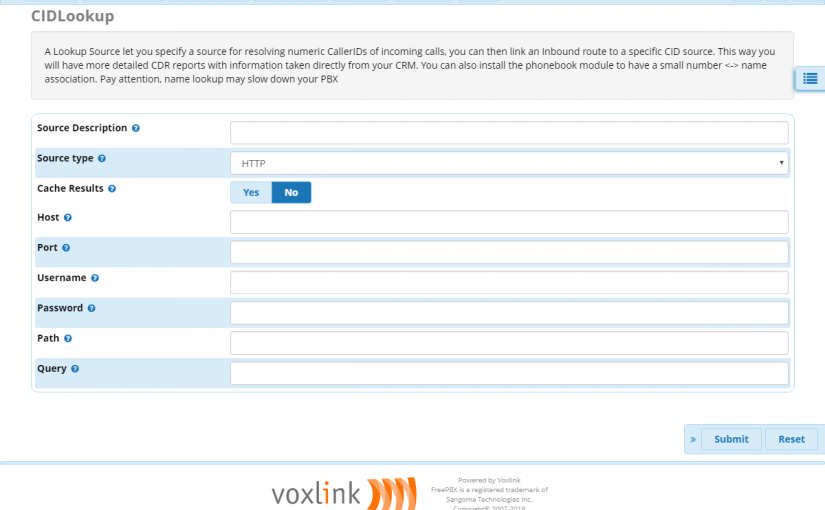 CIDLookup
A Lookup Source let you specify a source for resolving numeric CallerIDs of incoming calls, you can then link an Inbound route to a specific CID source. This way you
will have more detailed CDR reports with information taken directly from your CRM. You can also install the phonebook module to have a small number <-> name
association. Pay attention, name lookup may slow down your PBX
Source Description
Source type
HTTP
Cache Results
Yes No
Host
Port
Username
Password
Path
Query
» Submit Reset
voxlink
Powered by Voxlink
FreePBX is a registered trademark of
Sangoma Technologies Inc.
Copyright© 2007-2018